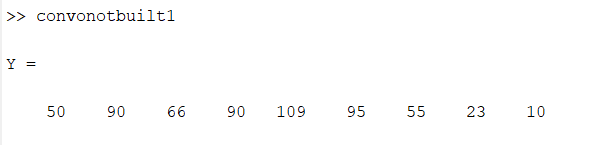 >> convonotbuilt1
Y =
50 90 66 90 109 95 55 23 10